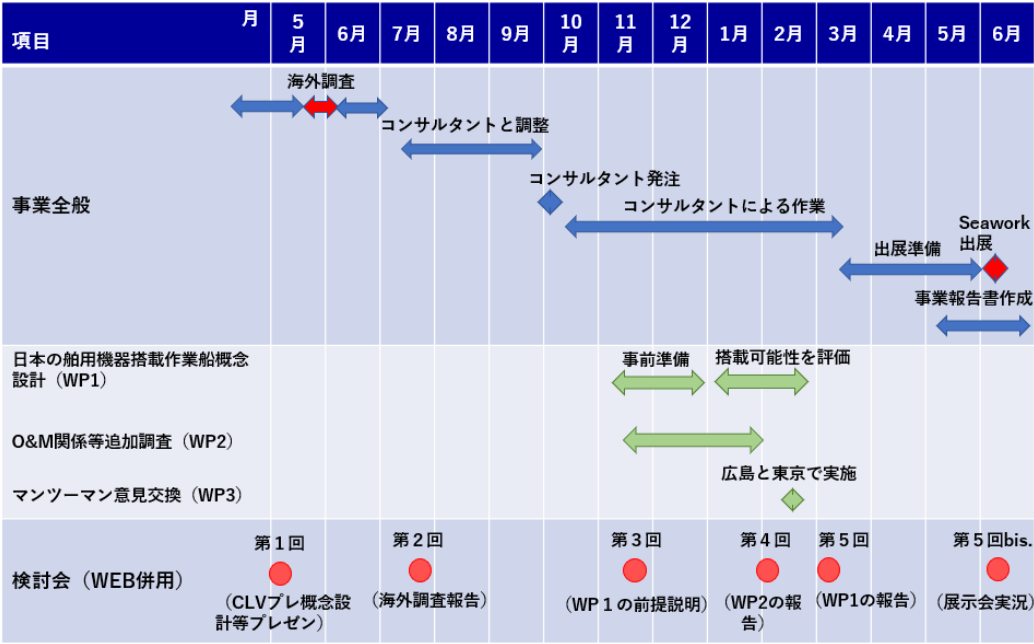 月
項目
5月
6月
7月
8月
9月
10月
11月
12月
1月
2月
3月
4月
5月
6月
事業全般
海外調査
コンサルタントと調整
コンサルタント発注
コンサルタントによる作業
Seawork
出展
出展準備
事業報告書作成
日本の舶用機器搭載作業船概念
設計（WP1）
事前準備
搭載可能性を評価
O&M関係等追加調査（WP2）
広島と東京で実施
マンツーマン意見交換（WP3）
検討会（WEB併用）
第１回
（CLVプレ概念設
計等プレゼン）
第２回
（海外調査報告）
第３回
（WP１の前提説明）
第４回
（WP2の報
告）
第５回
（WP1の報告）
第５回bis.
（展示会実況）